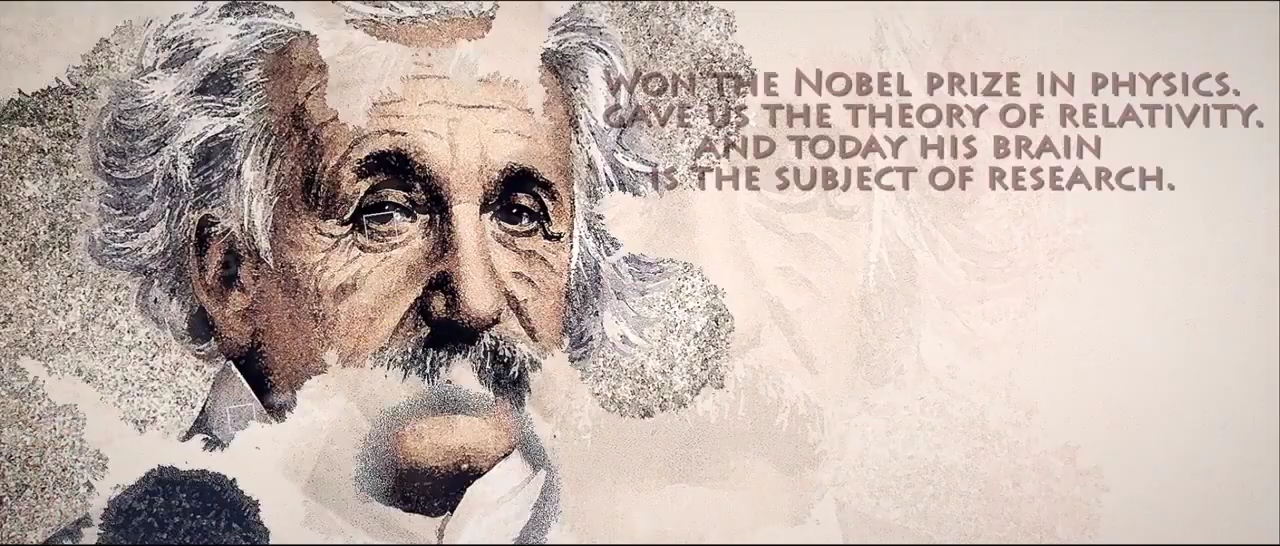 Won the Nobel prize in physics.
Gave us the theory of relativity.
And today his brain
is the subject of research.